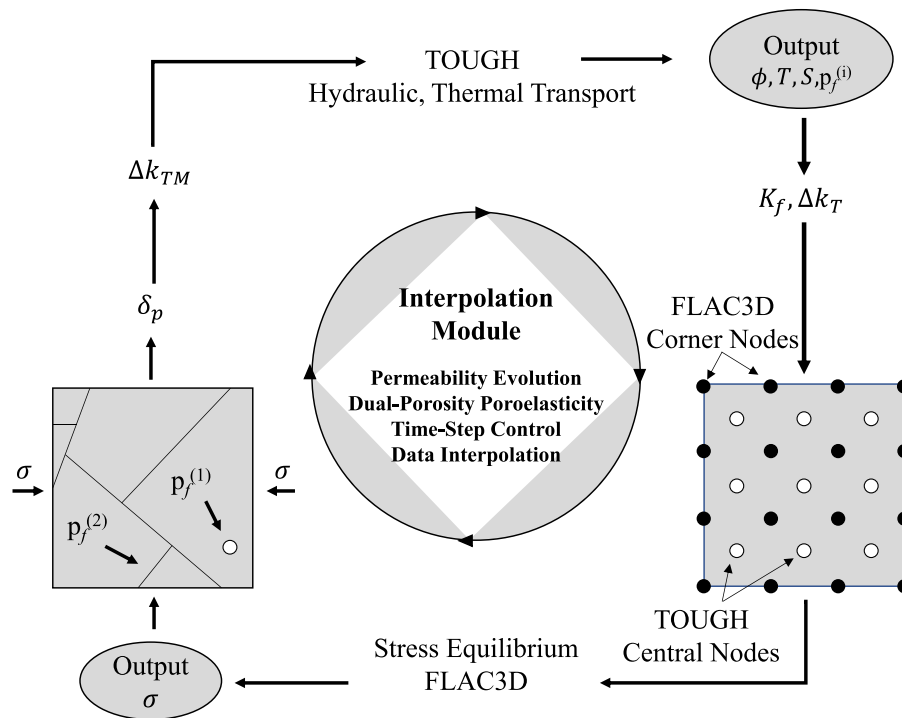 TOUGH
Hydraulic, Thermal Transport
Output
ϕ, T, S, p_f^(i)
Δk_TM
K_f, Δk_T
δ_p
Interpolation
Module
Permeability Evolution
Dual-Porosity Poroelasticity
Time-Step Control
Data Interpolation
FLAC3D
Corner Nodes
σ
p_f^(1)
p_f^(2)
σ
TOUGH
Central Nodes
Stress Equilibrium
FLAC3D
Output
σ